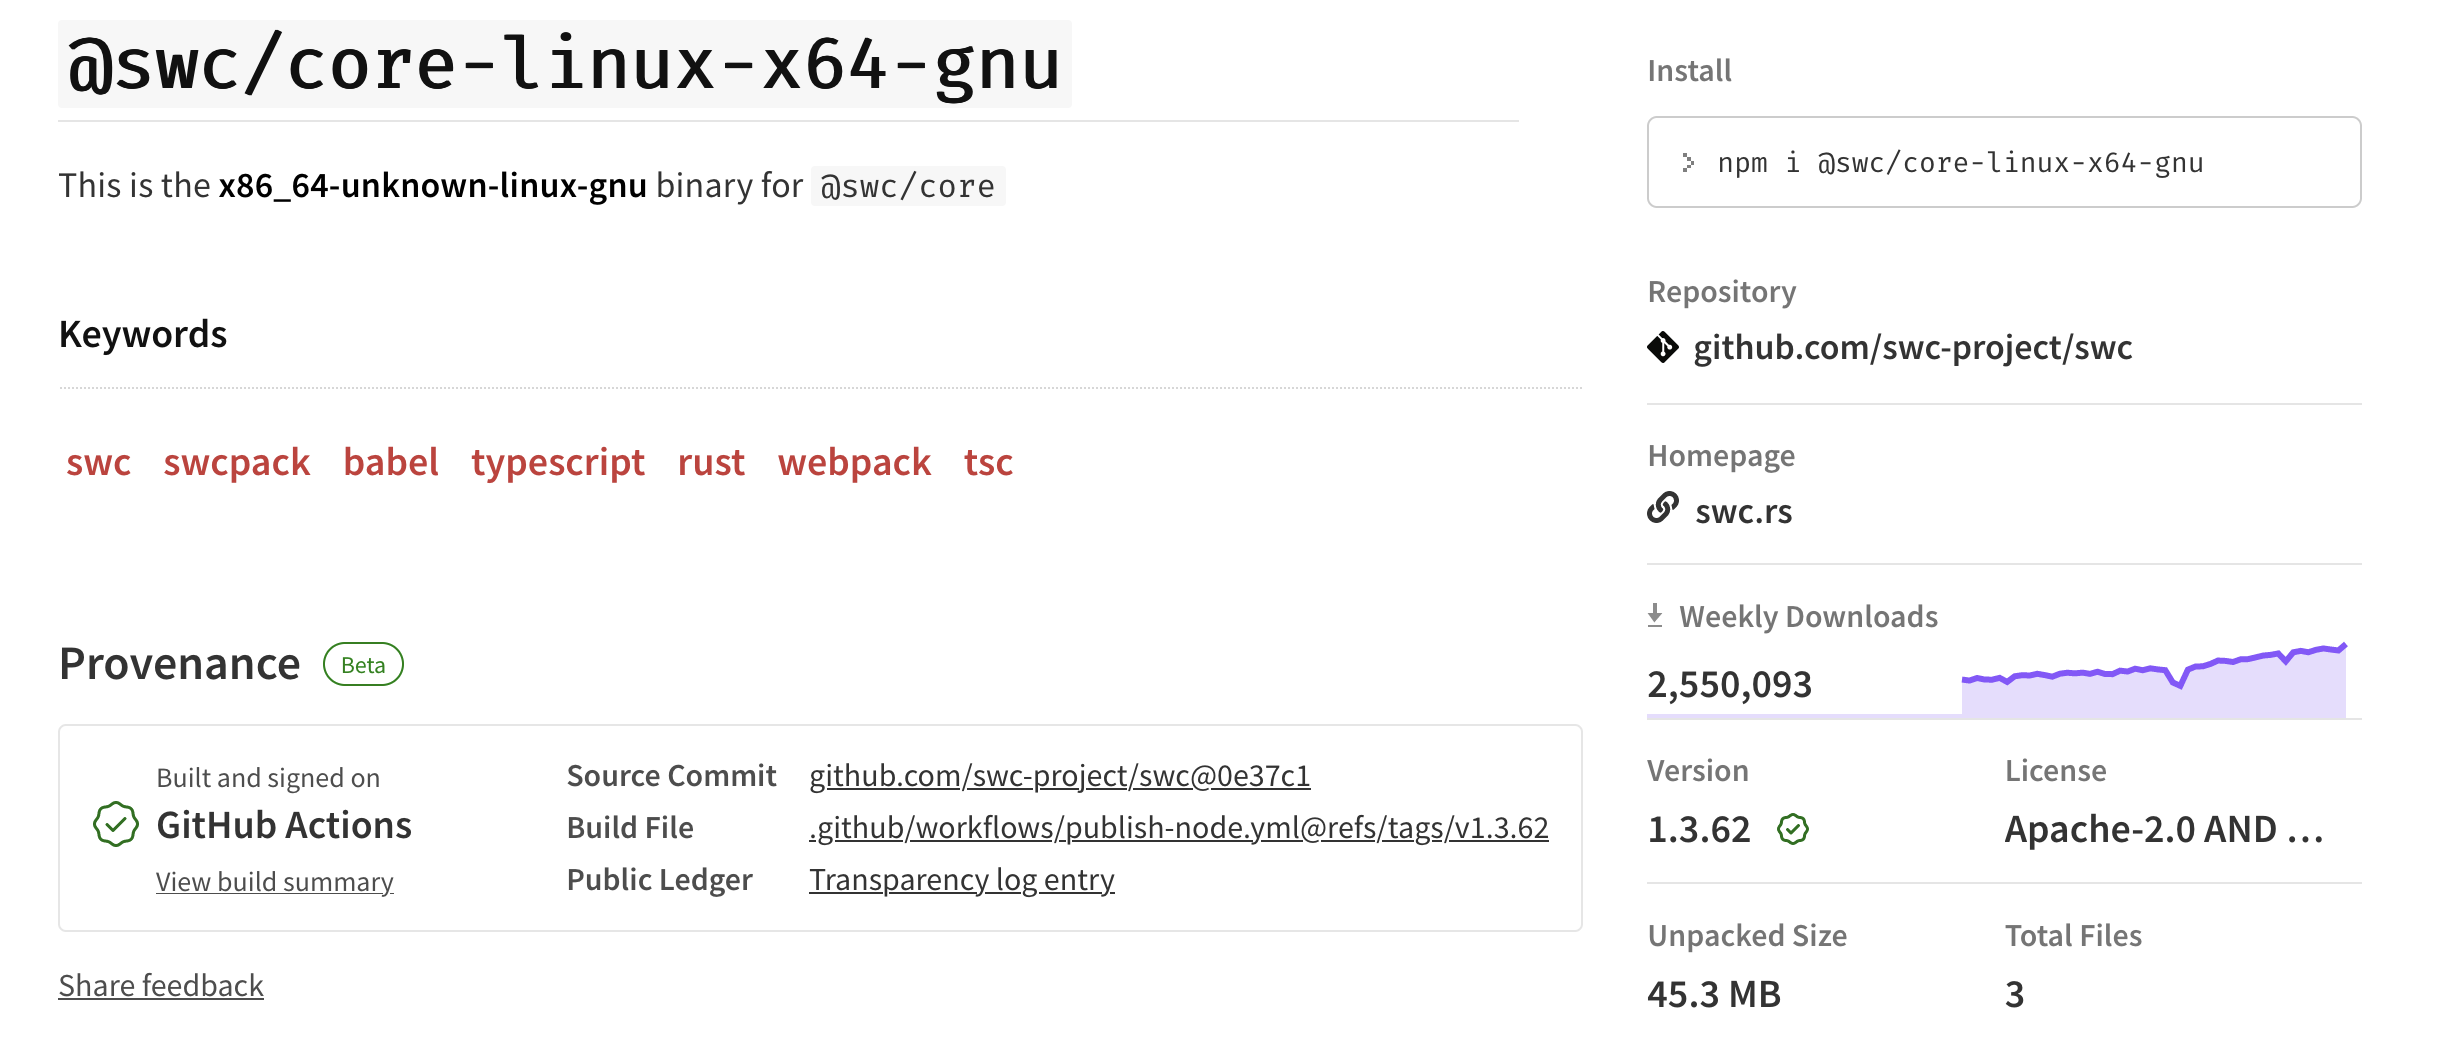 @swc/core-linux-x64-gnu
This is the x86_64-unknown-linux-gnu binary for @swc/core
Keywords
swc swcpack babel typescript rust webpack tsc
Provenance Beta
Built and signed on
GitHub Actions
View build summary
Source Commit github.com/swc-project/swc@0e37c1
Build File .github/workflows/publish-node.yml@refs/tags/v1.3.62
Public Ledger Transparency log entry
Share feedback
Install
npm i @swc/core-linux-x64-gnu
Repository
github.com/swc-project/swc
Homepage
swc.rs
Weekly Downloads
2,550,093
Version
1.3.62
License
Apache-2.0 AND …
Unpacked Size
45.3 MB
Total Files
3